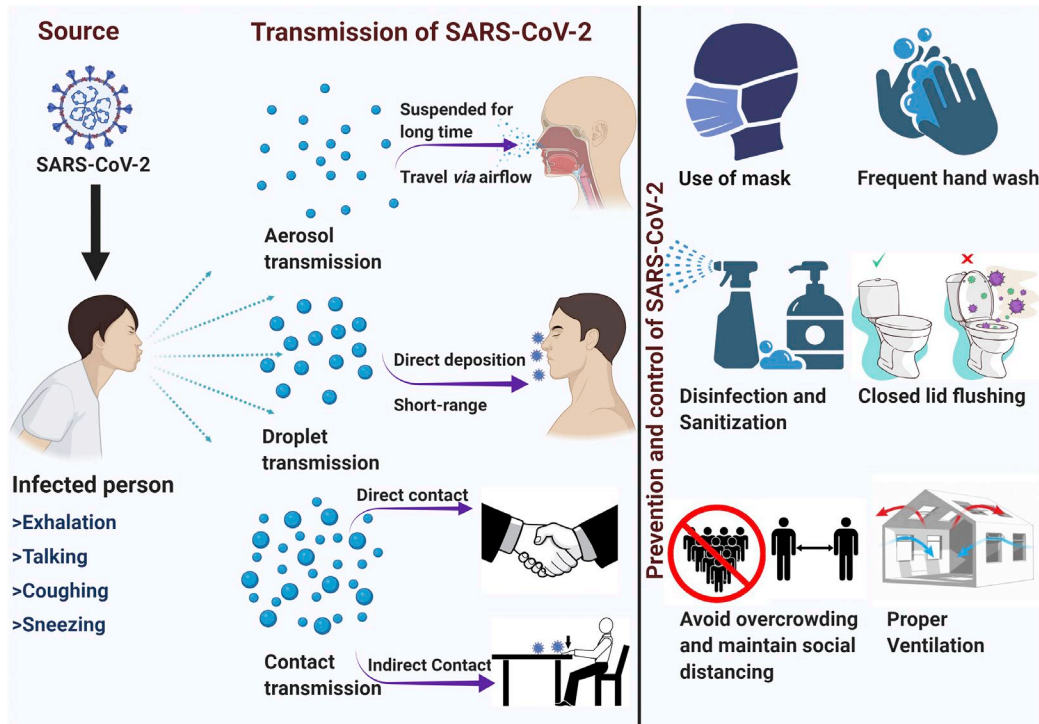 Source
SARS-CoV-2
Infected person
>Exhalation
>Talking
>Coughing
>Sneezing
Transmission of SARS-CoV-2
Suspended for
long time
Travel via airflow
Aerosol
transmission
Direct deposition
Short-range
Droplet
transmission
Direct contact
Contact
transmission
Indirect Contact
Prevention and control of SARS-CoV-2
Use of mask
Frequent hand wash
Disinfection and
Sanitization
Closed lid flushing
Avoid overcrowding
and maintain social
distancing
Proper
Ventilation